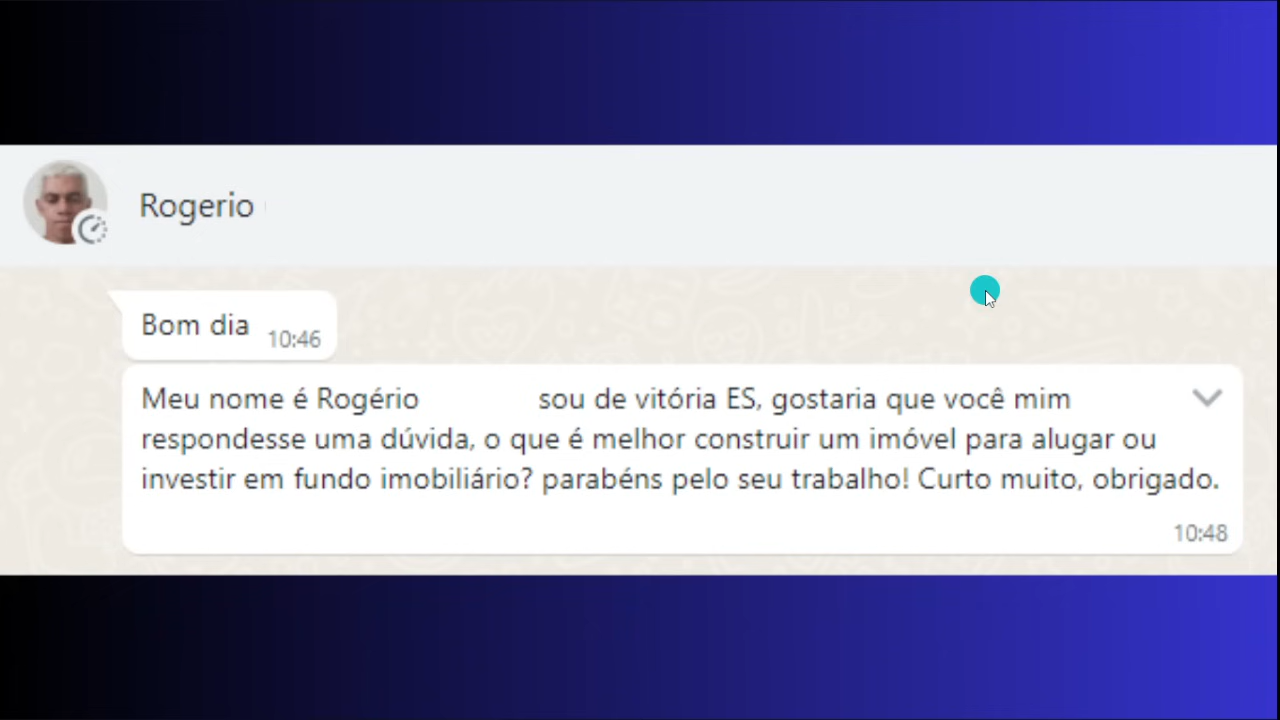 Rogerio
Bom dia
10:46
Meu nome é Rogério sou de vitória ES, gostaria que você mim
respondesse uma dúvida, o que é melhor construir um imóvel para alugar ou
investir em fundo imobiliário? parabéns pelo seu trabalho! Curto muito, obrigado.
10:48